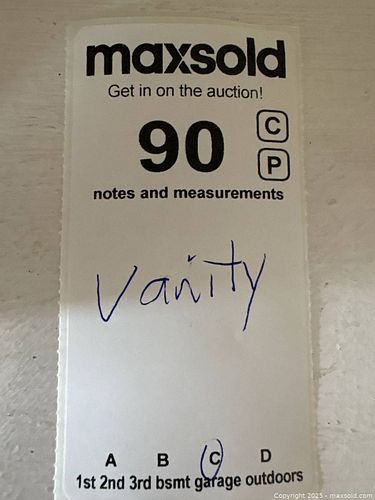 maxsold
Get in on the auction!
90 C
P
notes and measurements
Vanity
A B C D
1st 2nd 3rd bsmt garage outdoors
Copyright 2025 - maxsold.com